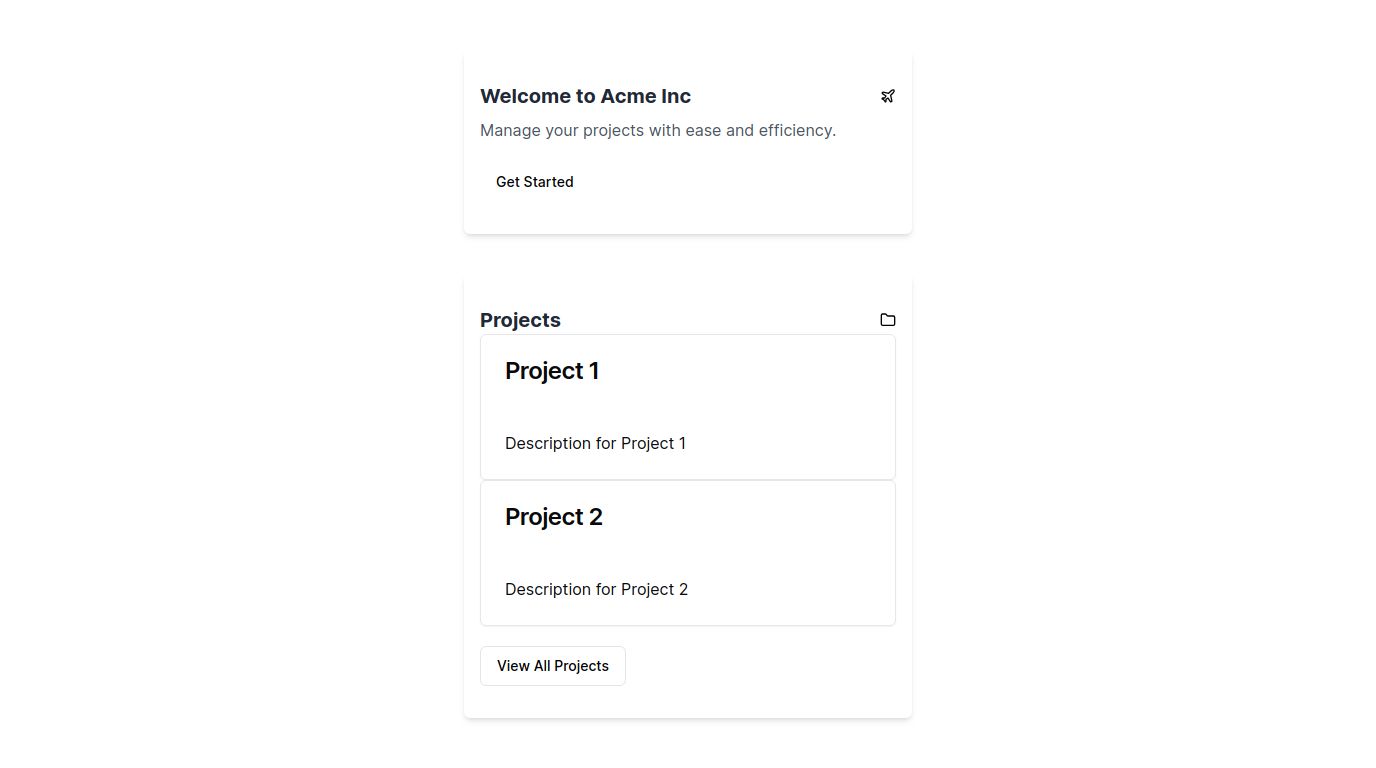 Welcome to Acme Inc
Manage your projects with ease and efficiency.
Get Started
Projects
Project 1
Description for Project 1
Project 2
Description for Project 2
View All Projects